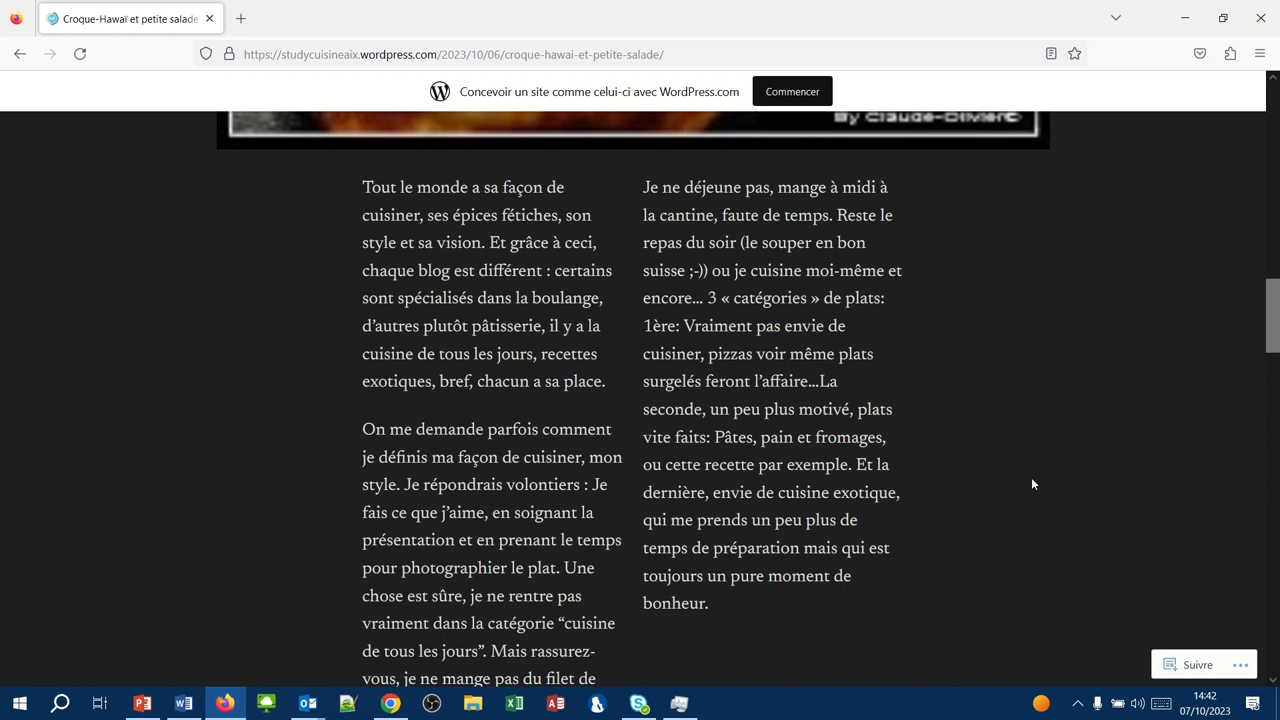 Croque-Hawaï et petite salade
https://studycuisineaix.wordpress.com/2023/10/06/croque-hawai-et-petite-salade/
Concevoir un site comme celui-ci avec WordPress.com
Commencer
By Claude-Olivier©
Tout le monde a sa façon de
cuisiner, ses épices fétiches, son
style et sa vision. Et grâce à ceci,
chaque blog est différent : certains
sont spécialisés dans la boulange,
d’autres plutôt pâtisserie, il y a la
cuisine de tous les jours, recettes
exotiques, bref, chacun a sa place.
On me demande parfois comment
je définis ma façon de cuisiner, mon
style. Je répondrais volontiers : Je
fais ce que j’aime, en soignant la
présentation et en prenant le temps
pour photographier le plat. Une
chose est sûre, je ne rentre pas
vraiment dans la catégorie “cuisine
de tous les jours”. Mais rassurez-
vous, je ne mange pas du filet de
Je ne déjeune pas, mange à midi à
la cantine, faute de temps. Reste le
repas du soir (le souper en bon
suisse ;-)) ou je cuisine moi-même et
encore… 3 « catégories » de plats:
1ère: Vraiment pas envie de
cuisiner, pizzas voir même plats
surgelés feront l’affaire…La
seconde, un peu plus motivé, plats
vite faits: Pâtes, pain et fromages,
ou cette recette par exemple. Et la
dernière, envie de cuisine exotique,
qui me prends un peu plus de
temps de préparation mais qui est
toujours un pure moment de
bonheur.
Suivre
14:42
07/10/2023